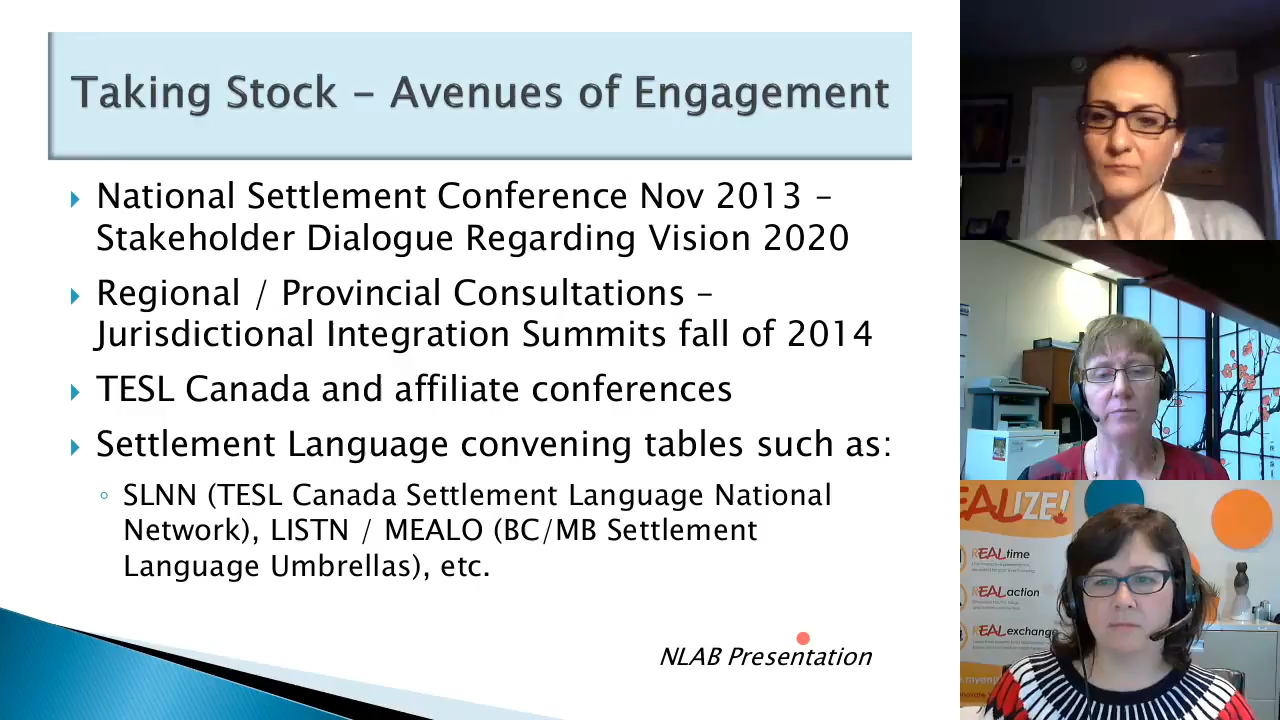 Taking Stock – Avenues of Engagement
National Settlement Conference Nov 2013 –
Stakeholder Dialogue Regarding Vision 2020
Regional / Provincial Consultations –
Jurisdictional Integration Summits fall of 2014
TESL Canada and affiliate conferences
Settlement Language convening tables such as:
SLNN (TESL Canada Settlement Language National
Network), LISTN / MEALO (BC/MB Settlement
Language Umbrellas), etc.
NLAB Presentation
EALIZE!
REALtime
REALaction
REALexchange